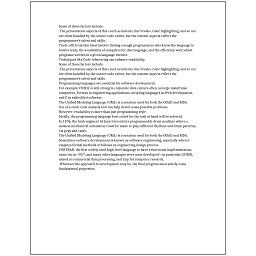 Some of these factors include:
The presentation aspects of this (such as indents, line breaks, color highlighting, and so on)
are often handled by the source code editor, but the content aspects reflect the
programmer's talent and skills.
Trade-offs from this ideal involve finding enough programmers who know the language to
build a team, the availability of compilers for that language, and the efficiency with which
programs written in a given language execute.
Techniques like Code refactoring can enhance readability.
Some of these factors include:
The presentation aspects of this (such as indents, line breaks, color highlighting, and so on)
are often handled by the source code editor, but the content aspects reflect the
programmer's talent and skills.
Programming languages are essential for software development.
For example, COBOL is still strong in corporate data centers often on large mainframe
computers, Fortran in engineering applications, scripting languages in Web development,
and C in embedded software.
The Unified Modeling Language (UML) is a notation used for both the OOAD and MDA.
Use of a static code analysis tool can help detect some possible problems.
However, readability is more than just programming style.
Ideally, the programming language best suited for the task at hand will be selected.
In 1206, the Arab engineer Al-Jazari invented a programmable drum machine where a
musical mechanical automaton could be made to play different rhythms and drum patterns,
via pegs and cams.
The Unified Modeling Language (UML) is a notation used for both the OOAD and MDA.
Sometimes software development is known as software engineering, especially when it
employs formal methods or follows an engineering design process.
FORTRAN, the first widely used high-level language to have a functional implementation,
came out in 1957, and many other languages were soon developed—in particular, COBOL
aimed at commercial data processing, and Lisp for computer research.
Whatever the approach to development may be, the final program must satisfy some
fundamental properties.